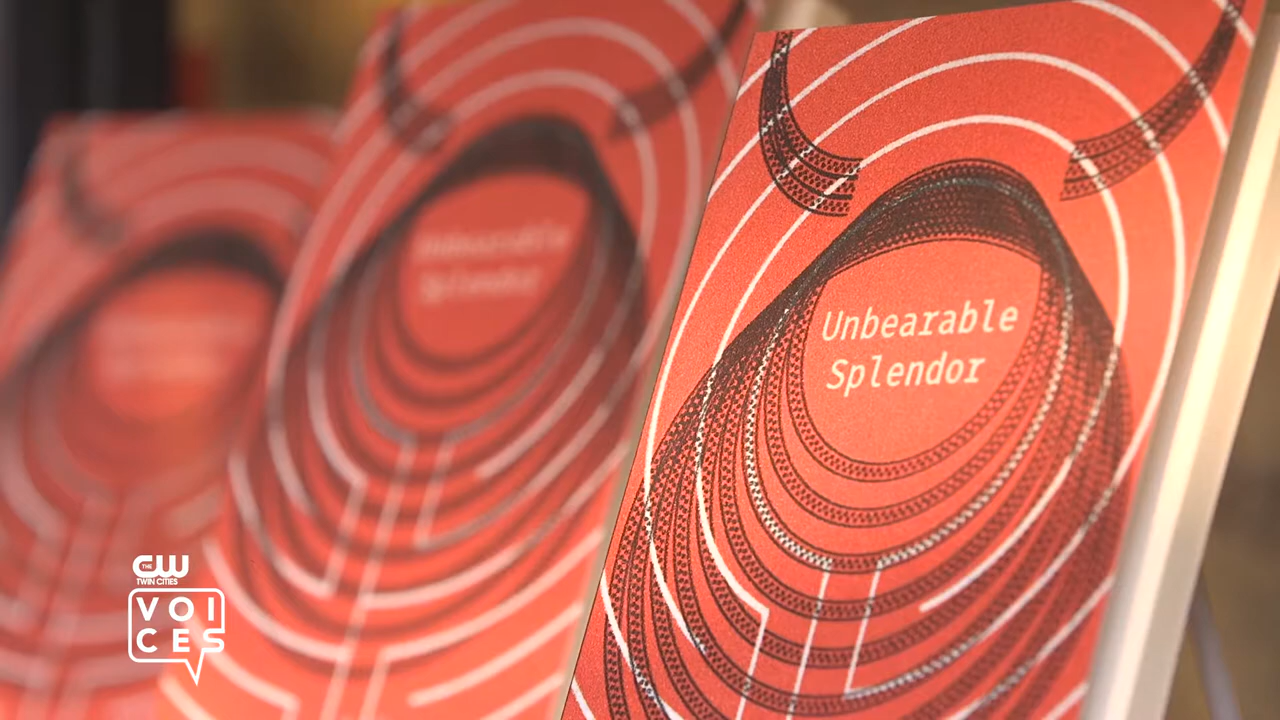 Unbearable
Splendor
Unbearable
Splendor
THE CW
TWIN CITIES
VOI
CES